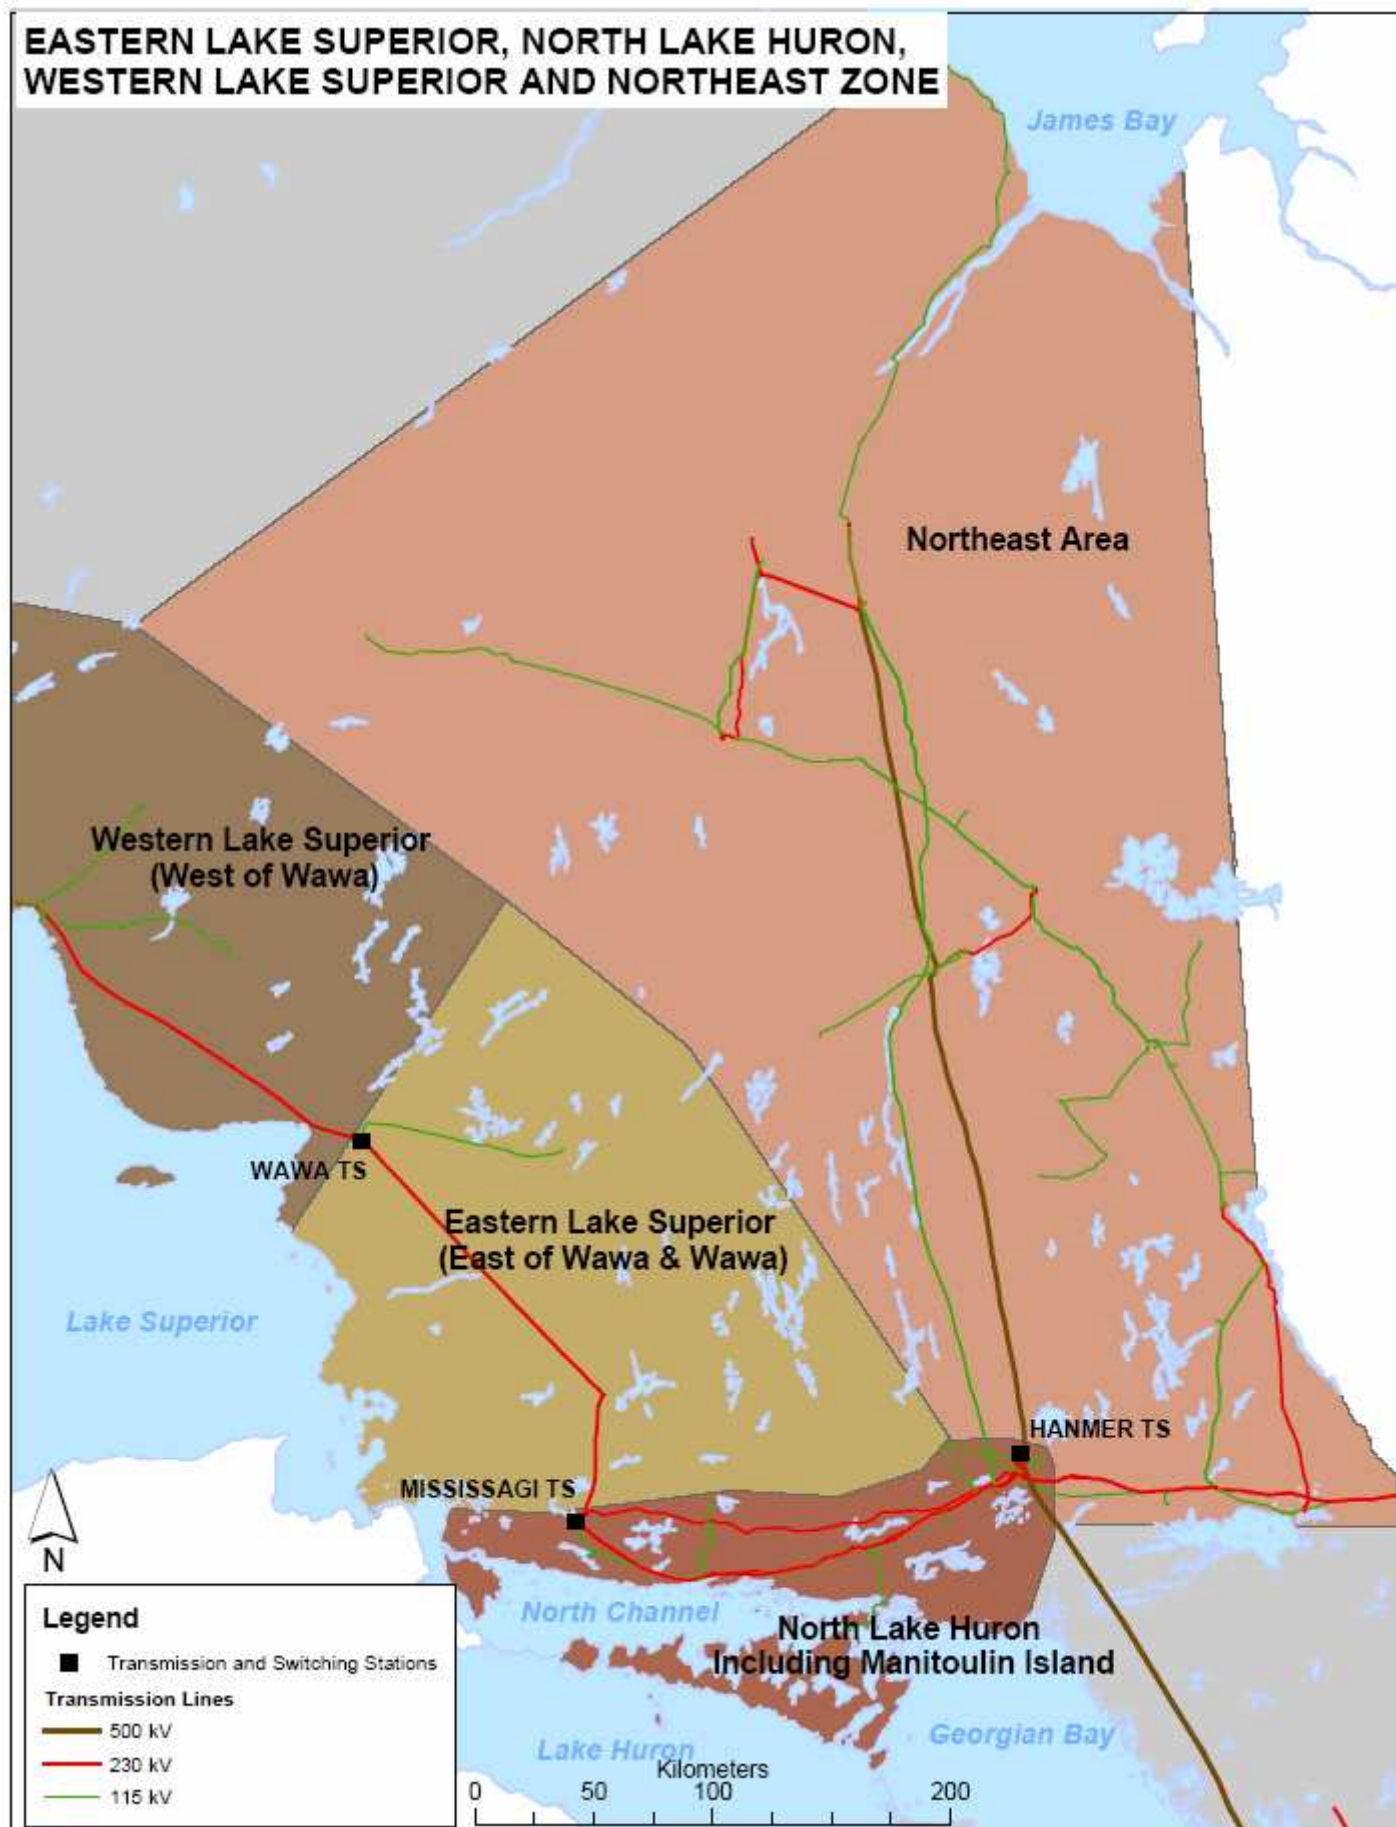 EASTERN LAKE SUPERIOR, NORTH LAKE HURON,
WESTERN LAKE SUPERIOR AND NORTHEAST ZONE
James Bay
Northeast Area
Western Lake Superior
(West of Wawa)
WAWA TS
Eastern Lake Superior
(East of Wawa & Wawa)
Lake Superior
HANMER TS
MISSISSAGI TS
N
North Channel
North Lake Huron
Including Manitoulin Island
Georgian Bay
Lake Huron
Legend
Transmission and Switching Stations
Transmission Lines
500 kV
230 kV
115 kV
Kilometers
0 50 100 200